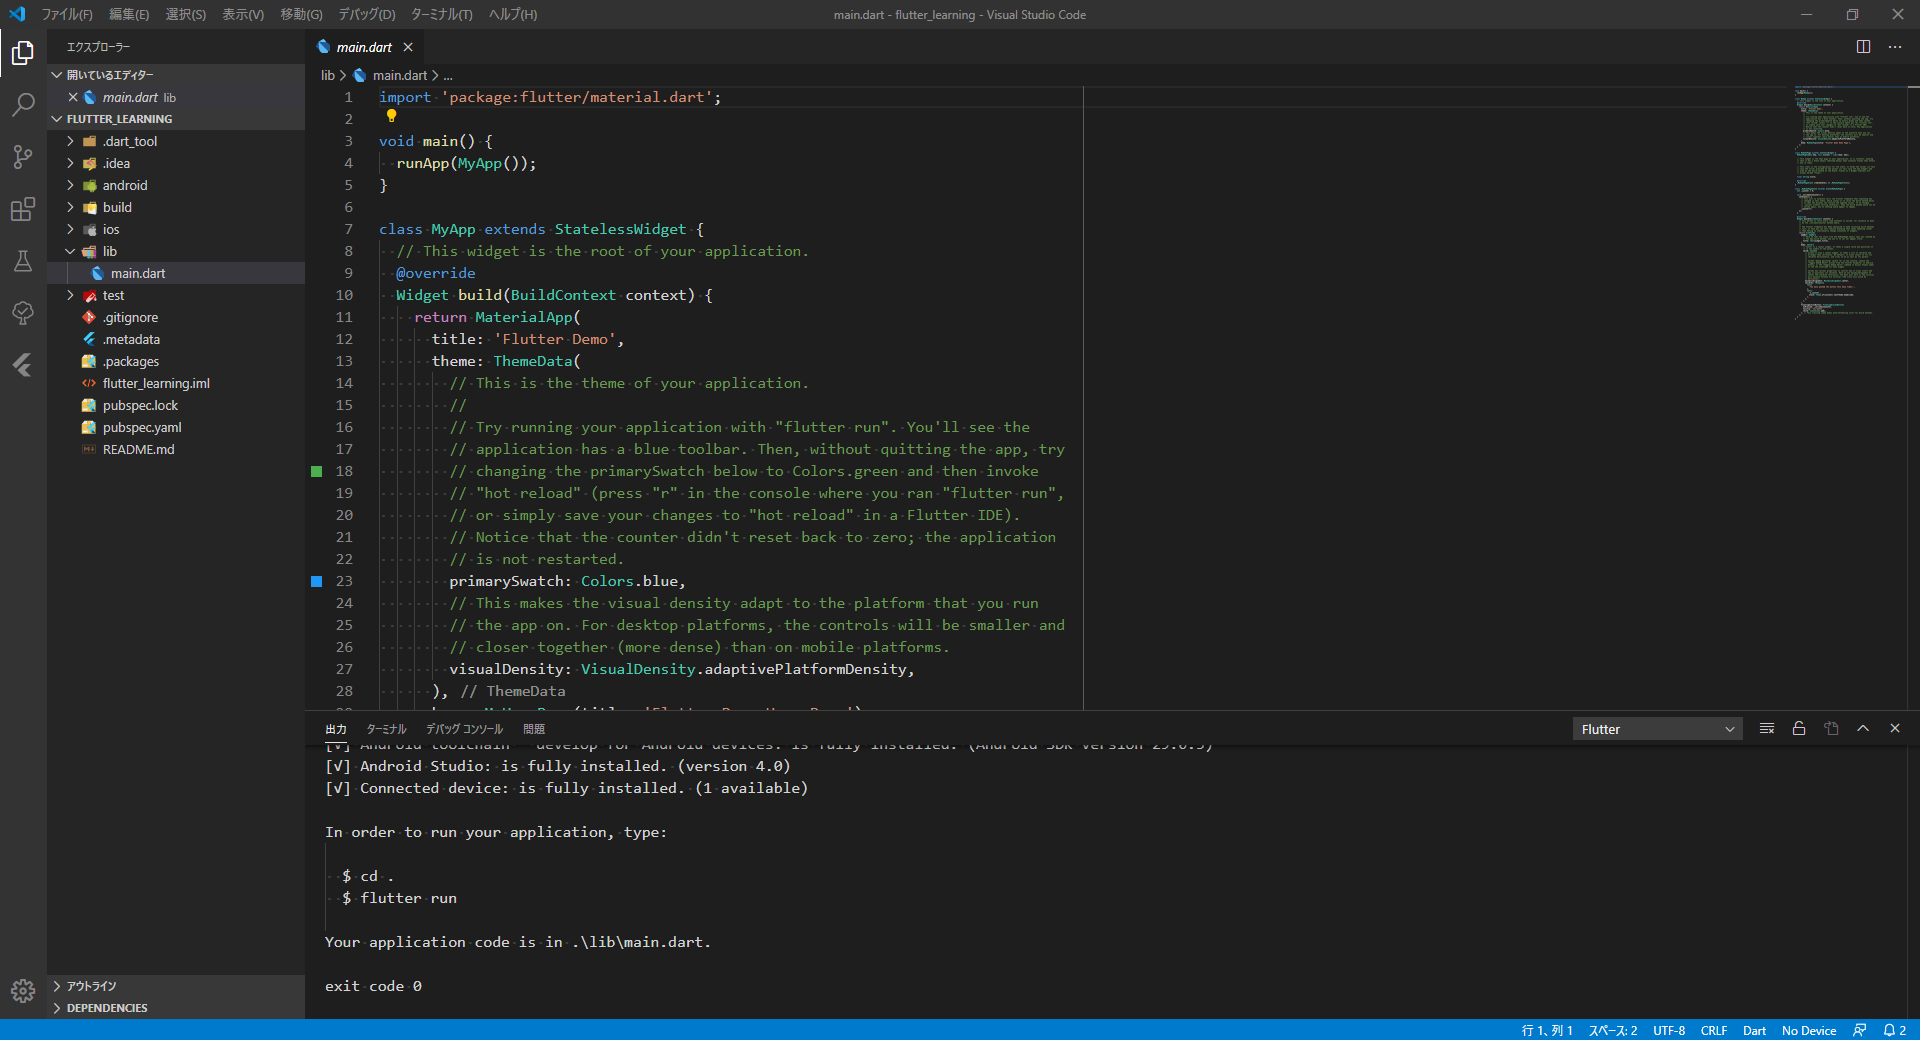 ファイル(F) 編集(E) 選択(S) 表示(V) 移動(G) デバッグ(D) ターミナル(T) ヘルプ(H)
main.dart - flutter_learning - Visual Studio Code
エクスプローラー
開いているエディター
main.dart lib
FLUTTER_LEARNING
.dart_tool
.idea
android
build
ios
lib
main.dart
test
.gitignore
.metadata
.packages
flutter_learning.iml
pubspec.lock
pubspec.yaml
README.md
アウトライン
DEPENDENCIES
main.dart
lib > main.dart > ...
1 import 'package:flutter/material.dart';
2
3 void main() {
4 runApp(MyApp());
5 }
6
7 class MyApp extends StatelessWidget {
8 // This widget is the root of your application.
9 @override
10 Widget build(BuildContext context) {
11 return MaterialApp(
12 title: 'Flutter Demo',
13 theme: ThemeData(
14 // This is the theme of your application.
15 //
16 // Try running your application with "flutter run". You'll see the
17 // application has a blue toolbar. Then, without quitting the app, try
18 // changing the primarySwatch below to Colors.green and then invoke
19 // "hot reload" (press "r" in the console where you ran "flutter run",
20 // or simply save your changes to "hot reload" in a Flutter IDE).
21 // Notice that the counter didn't reset back to zero; the application
22 // is not restarted.
23 primarySwatch: Colors.blue,
24 // This makes the visual density adapt to the platform that you run
25 // the app on. For desktop platforms, the controls will be smaller and
26 // closer together (more dense) than on mobile platforms.
27 visualDensity: VisualDensity.adaptivePlatformDensity,
28 ), // ThemeData
出力 ターミナル デバッグ コンソール 問題
Flutter
[√] Android toolchain - develop for Android devices: is fully installed. (Android SDK version 29.0.3)
[√] Android Studio: is fully installed. (version 4.0)
[√] Connected device: is fully installed. (1 available)
In order to run your application, type:
$ cd .
$ flutter run
Your application code is in .\lib\main.dart.
exit code 0
行 1、列 1 スペース: 2 UTF-8 CRLF Dart No Device 2